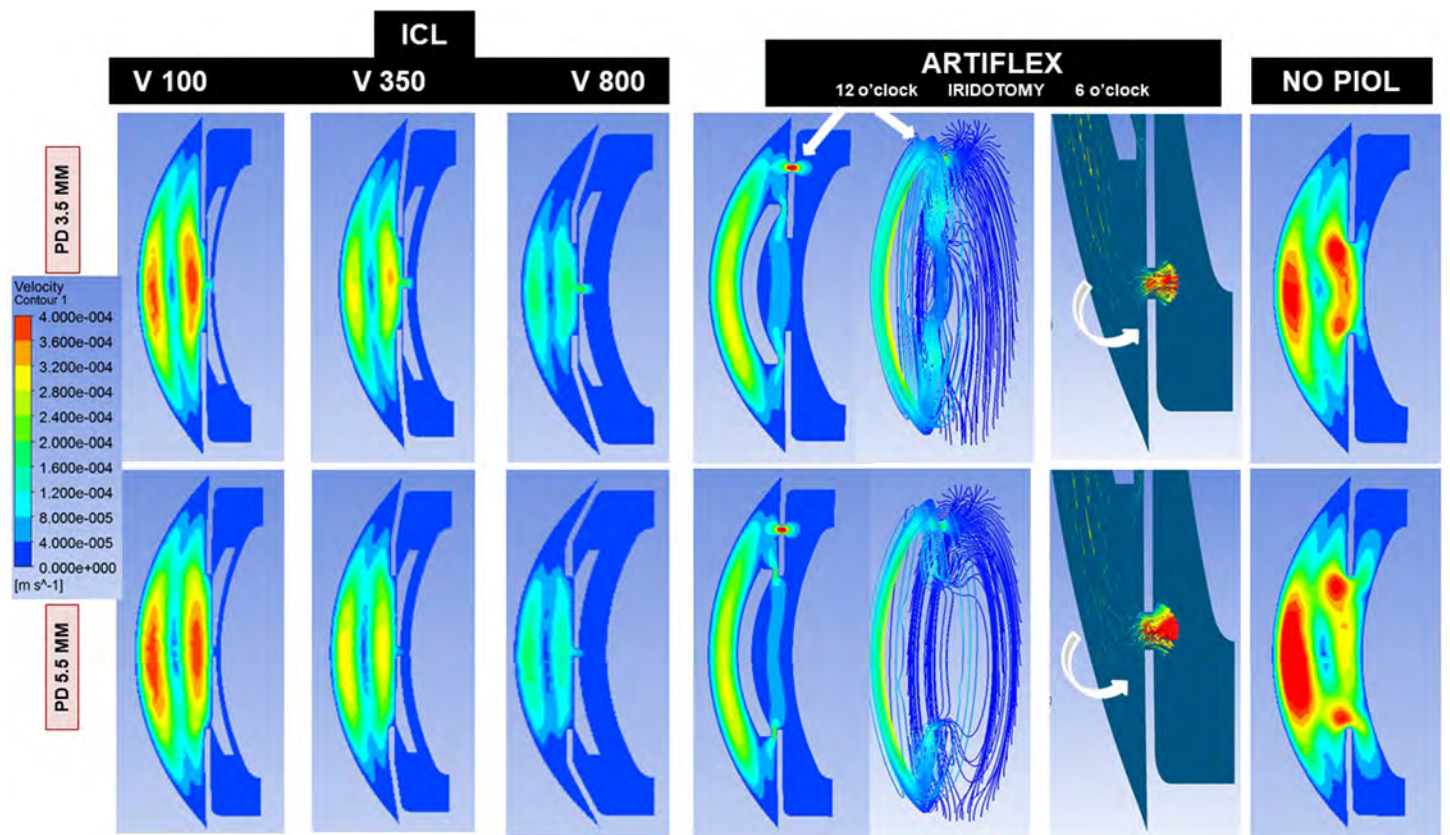 ICL
V 100 V 350 V 800
ARTIFLEX
12 o'clock IRIDOTOMY 6 o'clock
NO PIOL
PD 3.5 MM
Velocity
Contour 1
4.000e-004
3.600e-004
3.200e-004
2.800e-004
2.400e-004
2.000e-004
1.600e-004
1.200e-004
8.000e-005
4.000e-005
0.000e+000
[m s^-1]
PD 5.5 MM